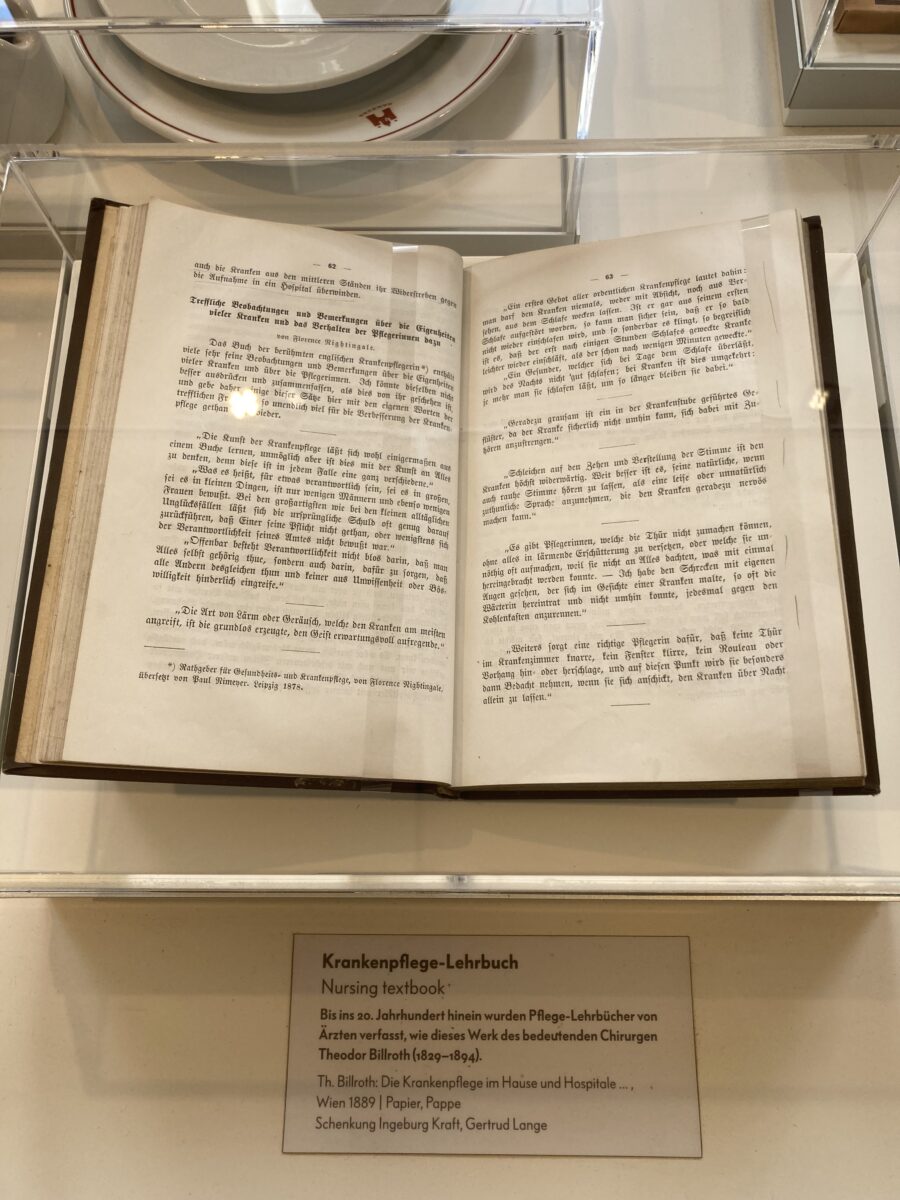 — 62 —
auch die Kranken aus den mittleren Ständen ihr Widerstreben gegen
die Aufnahme in ein Hospital überwinden.
Treffliche Beobachtungen und Bemerkungen über die Eigenheiten
vieler Kranken und das Verhalten der Pflegerinnen dazu
von Florence Nightingale.
Das Buch der berühmten englischen Krankenpflegerin*) enthält
viele sehr feine Beobachtungen und Bemerkungen über die Eigenheiten
vieler Kranken und über die Pflegerinnen. Ich könnte dieselben nicht
besser ausdrücken und zusammenfassen, als dies von ihr geschehen ist,
und gebe daher einige dieser Sätze hier mit den eigenen Worten der
trefflichen so unendlich viel für die Verbesserung der Kranken-
pflege gethan wieder.
„Die Kunst der Krankenpflege läßt sich wohl einigermaßen aus
einem Buche lernen, unmöglich aber ist dies mit der Kunst an Alles
zu denken, denn diese ist in jedem Falle eine ganz verschiedene.“
„Was es heißt, für etwas verantwortlich sein, sei es in großen,
sei es in kleinen Dingen, ist nur wenigen Männern und ebenso wenigen
Frauen bewußt. Bei den großartigsten wie bei den kleinen alltäglichen
Unglücksfällen läßt sich die ursprüngliche Schuld oft genug darauf
zurückführen, daß Einer seine Pflicht nicht gethan, oder wenigstens sich
der Verantwortlichkeit seines Amtes nicht bewußt war.“
„Offenbar besteht Verantwortlichkeit nicht blos darin, daß man
Alles selbst gehörig thue, sondern auch darin, dafür zu sorgen, daß
alle Andern desgleichen thun und keiner aus Unwissenheit oder Bös-
willigkeit hinderlich eingreife.“
„Die Art von Lärm oder Geräusch, welche den Kranken am meisten
angreift, ist die grundlos erzeugte, den Geist erwartungsvoll aufregende.“
*) Rathgeber für Gesundheits- und Krankenpflege, von Florence Nightingale,
übersetzt von Paul Nimeyer. Leipzig 1878.
— 63 —
„Ein erstes Gebot aller ordentlichen Krankenpflege lautet dahin:
man darf den Kranken niemals, weder mit Absicht, noch aus Ver-
sehen, aus dem Schlafe wecken lassen. Ist er gar aus seinem ersten
Schlafe aufgestört worden, so kann man sicher sein, daß er so bald
nicht wieder einschlafen wird, und so sonderbar es klingt, so begreiflich
ist es, daß der erst nach einigen Stunden Schlafes geweckte Kranke
leichter wieder einschläft, als der schon nach wenigen Minuten geweckte.“
„Ein Gesunder, welcher sich bei Tage dem Schlafe überläßt,
wird des Nachts nicht gut schlafen; bei Kranken ist dies umgekehrt:
je mehr man sie schlafen läßt, um so länger bleiben sie dabei.“
„Geradezu grausam ist ein in der Krankenstube geführtes Ge-
flüster, da der Kranke sicherlich nicht umhin kann, sich dabei mit Zu-
hören anzustrengen.“
„Schleichen auf den Zehen und Verstellung der Stimme ist den
Kranken höchst widerwärtig. Weit besser ist es, seine natürliche, wenn
auch rauhe Stimme hören zu lassen, als eine leise oder unnatürlich
zuthunliche Sprache anzunehmen, die den Kranken geradezu nervös
machen kann.“
„Es gibt Pflegerinnen, welche die Thür nicht zumachen können,
ohne alles in lärmende Erschütterung zu versetzen, oder welche sie un-
nöthig oft aufmachen, weil sie nicht an Alles dachten, was mit einmal
hereingebracht werden konnte. — Ich habe den Schrecken mit eigenen
Augen gesehen, der sich im Gesichte einer Kranken malte, so oft die
Wärterin hereintrat und nicht umhin konnte, jedesmal gegen den
Kohlenkasten anzurennen.“
„Weiters sorgt eine richtige Pflegerin dafür, daß keine Thür
im Krankenzimmer knarre, kein Fenster klirre, kein Rouleau oder
Vorhang hin- oder herschlage, und auf diesen Punkt wird sie besonders
dann Bedacht nehmen, wenn sie sich anschickt, den Kranken über Nacht
allein zu lassen.“
Krankenpflege-Lehrbuch
Nursing textbook
Bis ins 20. Jahrhundert hinein wurden Pflege-Lehrbücher von
Ärzten verfasst, wie dieses Werk des bedeutenden Chirurgen
Theodor Billroth (1829–1894).
Th. Billroth: Die Krankenpflege im Hause und Hospitale ... ,
Wien 1889 | Papier, Pappe
Schenkung Ingeburg Kraft, Gertrud Lange